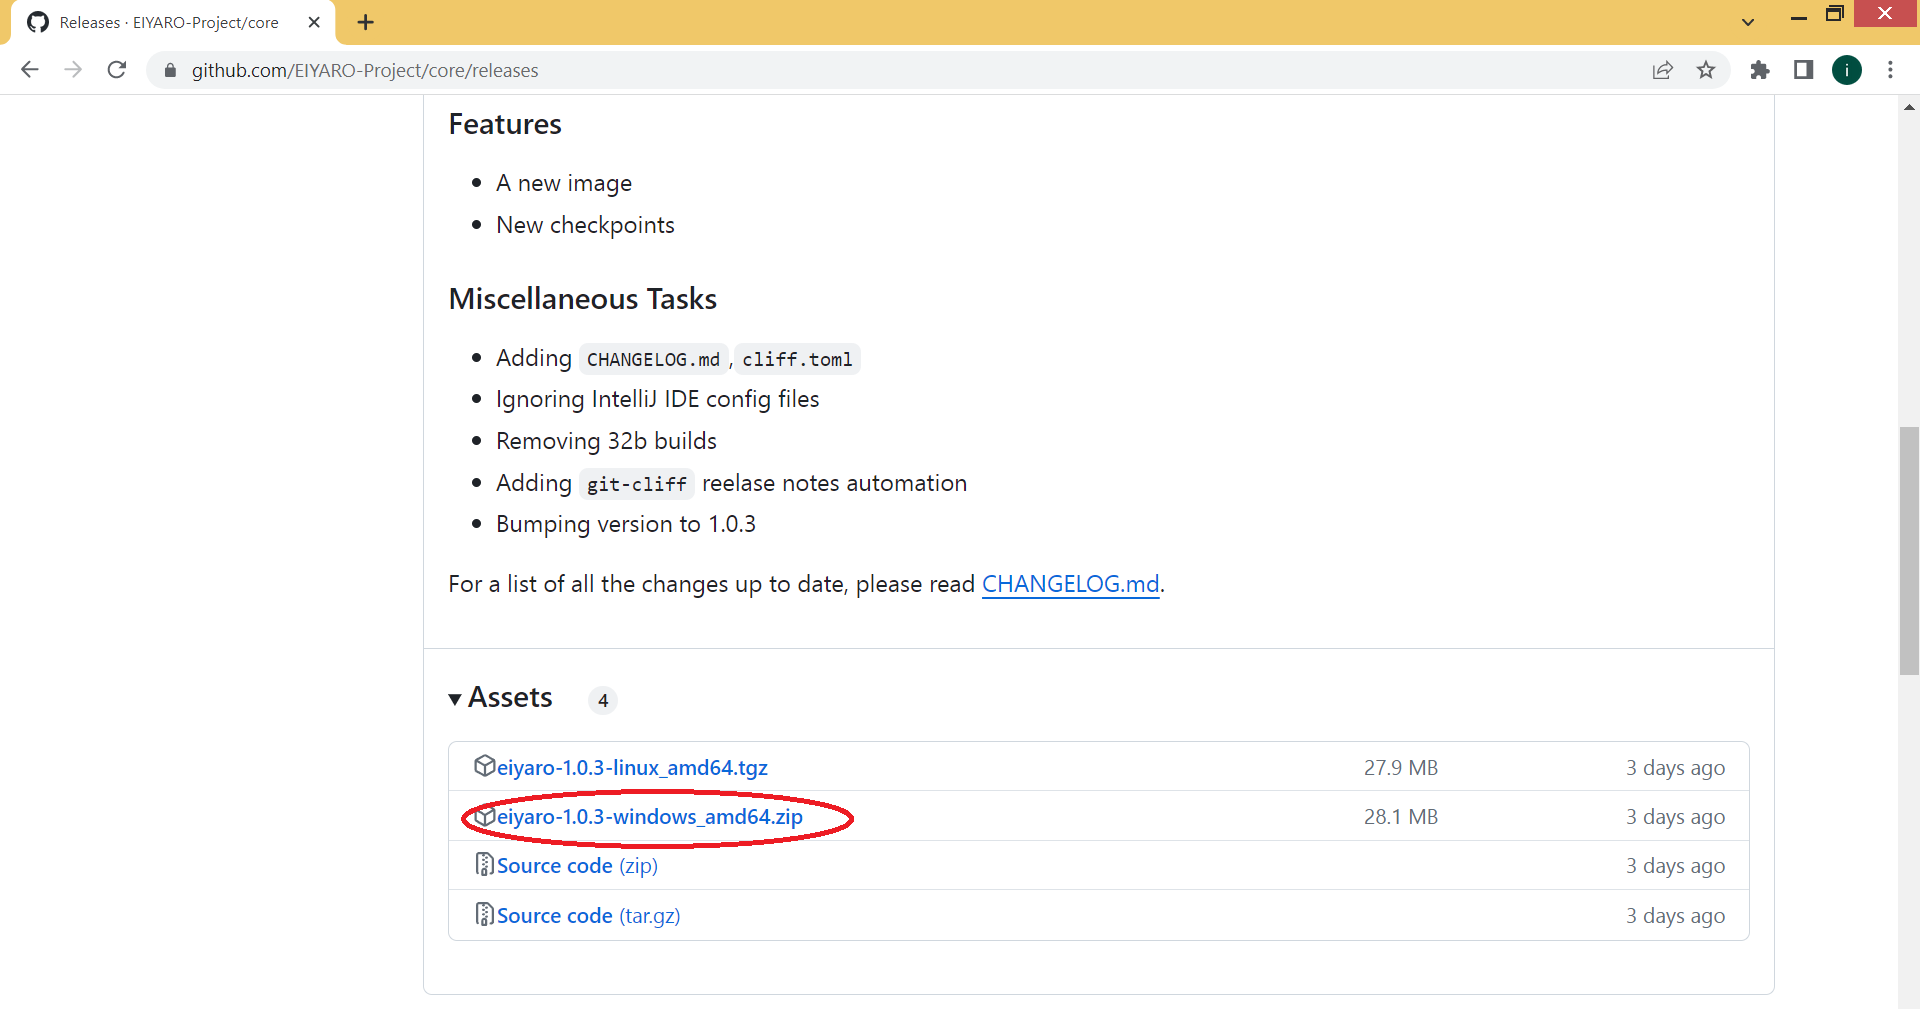 Releases · EIYARO-Project/core
github.com/EIYARO-Project/core/releases
i
Features
A new image
New checkpoints
Miscellaneous Tasks
Adding CHANGELOG.md, cliff.toml
Ignoring IntelliJ IDE config files
Removing 32b builds
Adding git-cliff reelase notes automation
Bumping version to 1.0.3
For a list of all the changes up to date, please read CHANGELOG.md.
Assets 4
eiyaro-1.0.3-linux_amd64.tgz 27.9 MB 3 days ago
eiyaro-1.0.3-windows_amd64.zip 28.1 MB 3 days ago
Source code (zip) 3 days ago
Source code (tar.gz) 3 days ago